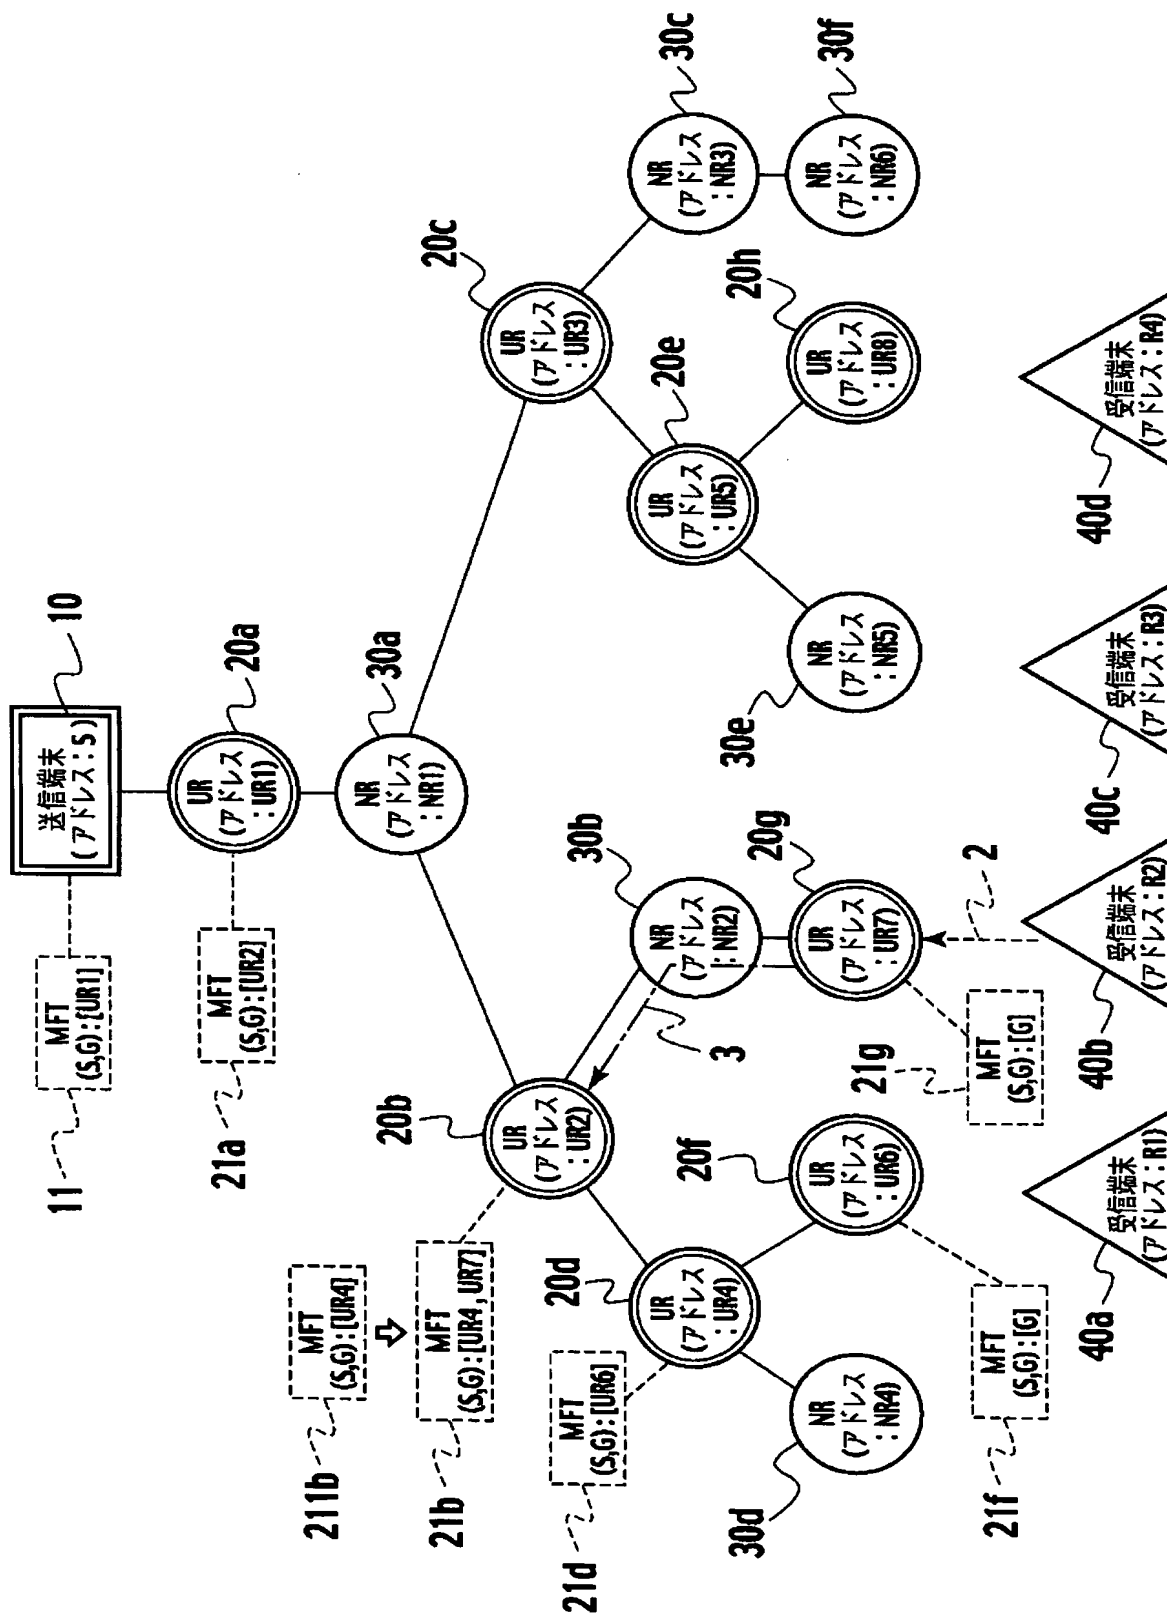 10
送信端末
(アドレス:S)
11
MFT
(S,G):[UR1]
20a
UR
(アドレス
:UR1)
21a
MFT
(S,G):[UR2]
30a
NR
(アドレス
:NR1)
20b
UR
(アドレス
:UR2)
211b
MFT
(S,G):[UR4]
21b
MFT
(S,G):[UR4,UR7]
20c
UR
(アドレス
:UR3)
21d
MFT
(S,G):[UR6]
20d
UR
(アドレス
:UR4)
3
30b
NR
(アドレス
:NR2)
20e
UR
(アドレス
:UR5)
30c
NR
(アドレス
:NR3)
30d
NR
(アドレス
:NR4)
20f
UR
(アドレス
:UR6)
20g
UR
(アドレス
:UR7)
30e
NR
(アドレス
:NR5)
20h
UR
(アドレス
:UR8)
30f
NR
(アドレス
:NR6)
21f
MFT
(S,G):[G]
21g
MFT
(S,G):[G]
2
40a
受信端末
(アドレス:R1)
40b
受信端末
(アドレス:R2)
40c
受信端末
(アドレス:R3)
40d
受信端末
(アドレス:R4)